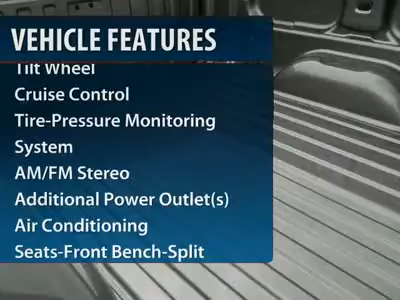 VEHICLE FEATURES
Tilt Wheel
Cruise Control
Tire-Pressure Monitoring
System
AM/FM Stereo
Additional Power Outlet(s)
Air Conditioning
Seats-Front Bench-Split